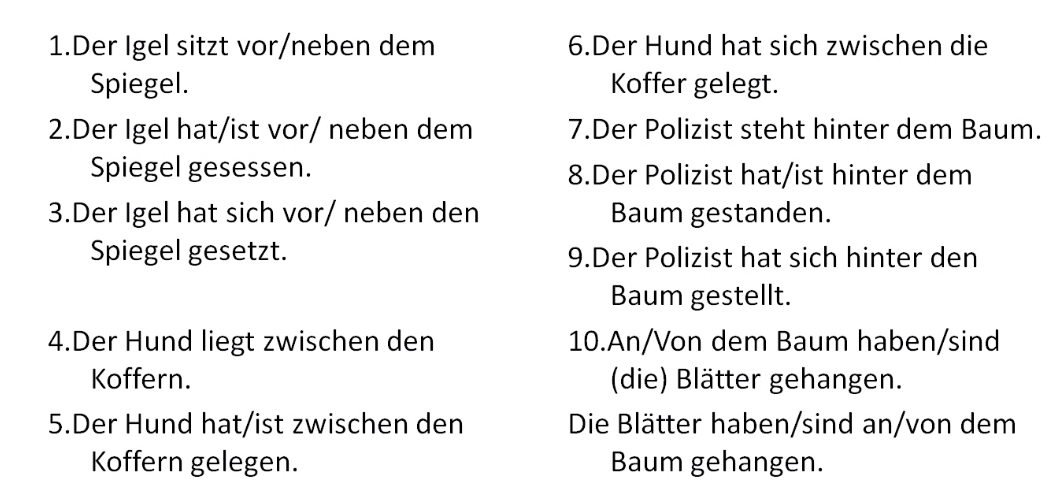 1.Der Igel sitzt vor/neben dem
Spiegel.
2.Der Igel hat/ist vor/ neben dem
Spiegel gesessen.
3.Der Igel hat sich vor/ neben den
Spiegel gesetzt.
4.Der Hund liegt zwischen den
Koffern.
5.Der Hund hat/ist zwischen den
Koffern gelegen.
6.Der Hund hat sich zwischen die
Koffer gelegt.
7.Der Polizist steht hinter dem Baum.
8.Der Polizist hat/ist hinter dem
Baum gestanden.
9.Der Polizist hat sich hinter den
Baum gestellt.
10.An/Von dem Baum haben/sind
(die) Blätter gehangen.
Die Blätter haben/sind an/von dem
Baum gehangen.